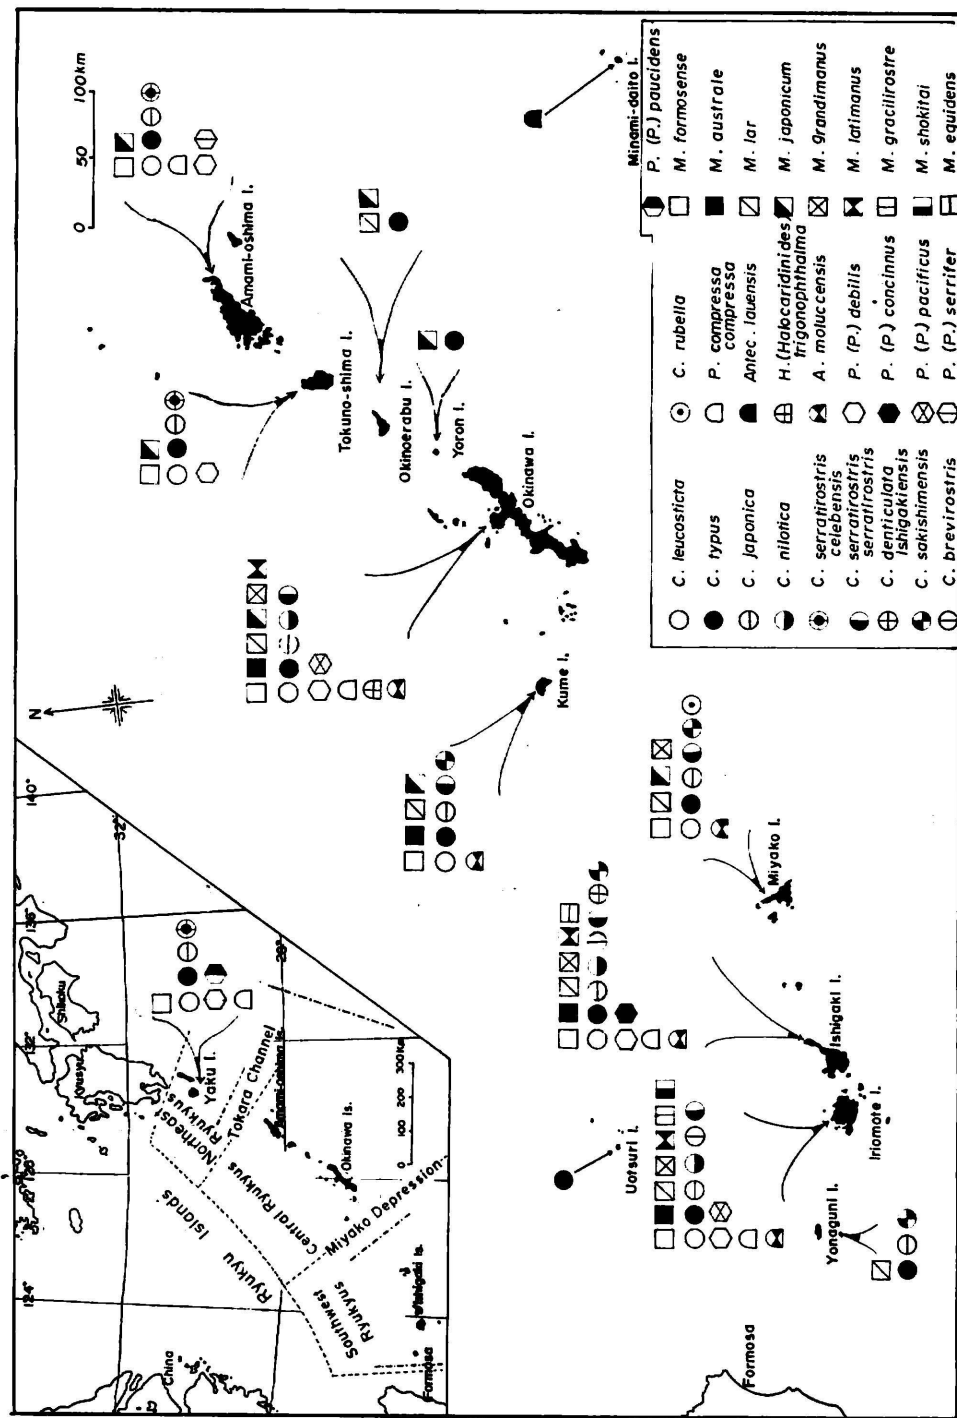 124°
128°
132°
136°
140°
32°
28°
China
Kyusyu
Shikoku
Yaku I.
Northeast
Ryukyus
Tokara Channel
Ryukyu
Islands
Central Ryukyus
Amami-oshima Is.
Okinawa Is.
Miyako Depression
Southwest
Ryukyus
Ishigaki Is.
Formosa
0 100 200 300Km
N
0 50 100km
Amami-oshima I.
Tokuno-shima I.
Okinoerabu I.
Yoron I.
Okinawa I.
Kume I.
Minami-daito I.
Miyako I.
Ishigaki I.
Iriomote I.
Uotsuri I.
Yonaguni I.
Formosa
C. leucosticta
C. typus
C. japonica
C. nilotica
C. serratirostris
celebensis
C. serratirostris
serratirostris
C. denticulata
Ishigakiensis
C. sakishimensis
C. brevirostris
C. rubella
P. compressa
compressa
Antec. lauensis
H. (Halocaridinides)
trigonophthalma
A. moluccensis
P. (P.) debilis
P. (P.) concinnus
P. (P.) pacificus
P. (P.) serrifer
P. (P.) paucidens
M. formosense
M. australe
M. lar
M. japonicum
M. grandimanus
M. latimanus
M. gracilirostre
M. shokitai
M. equidens